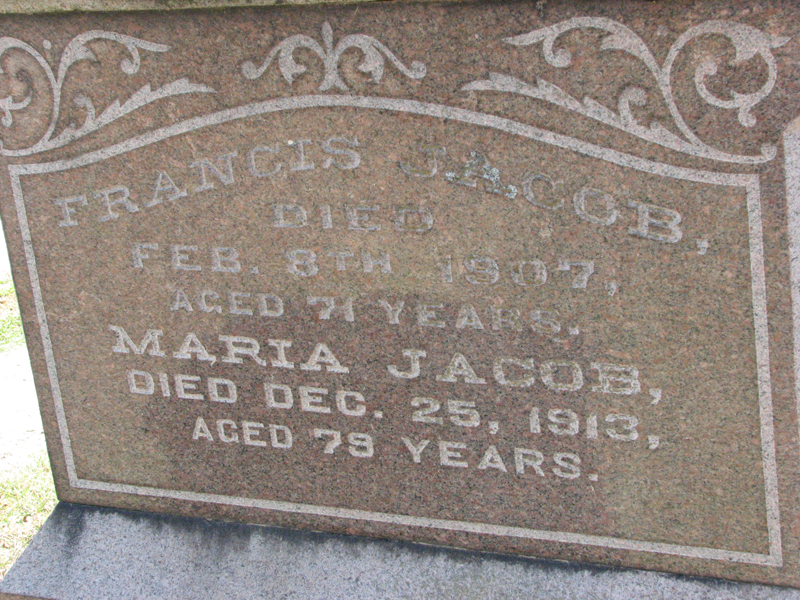 FRANCIS JACOB,
DIED
FEB. 8TH 1907,
AGED 71 YEARS.
MARIA JACOB,
DIED DEC. 25, 1913,
AGED 79 YEARS.